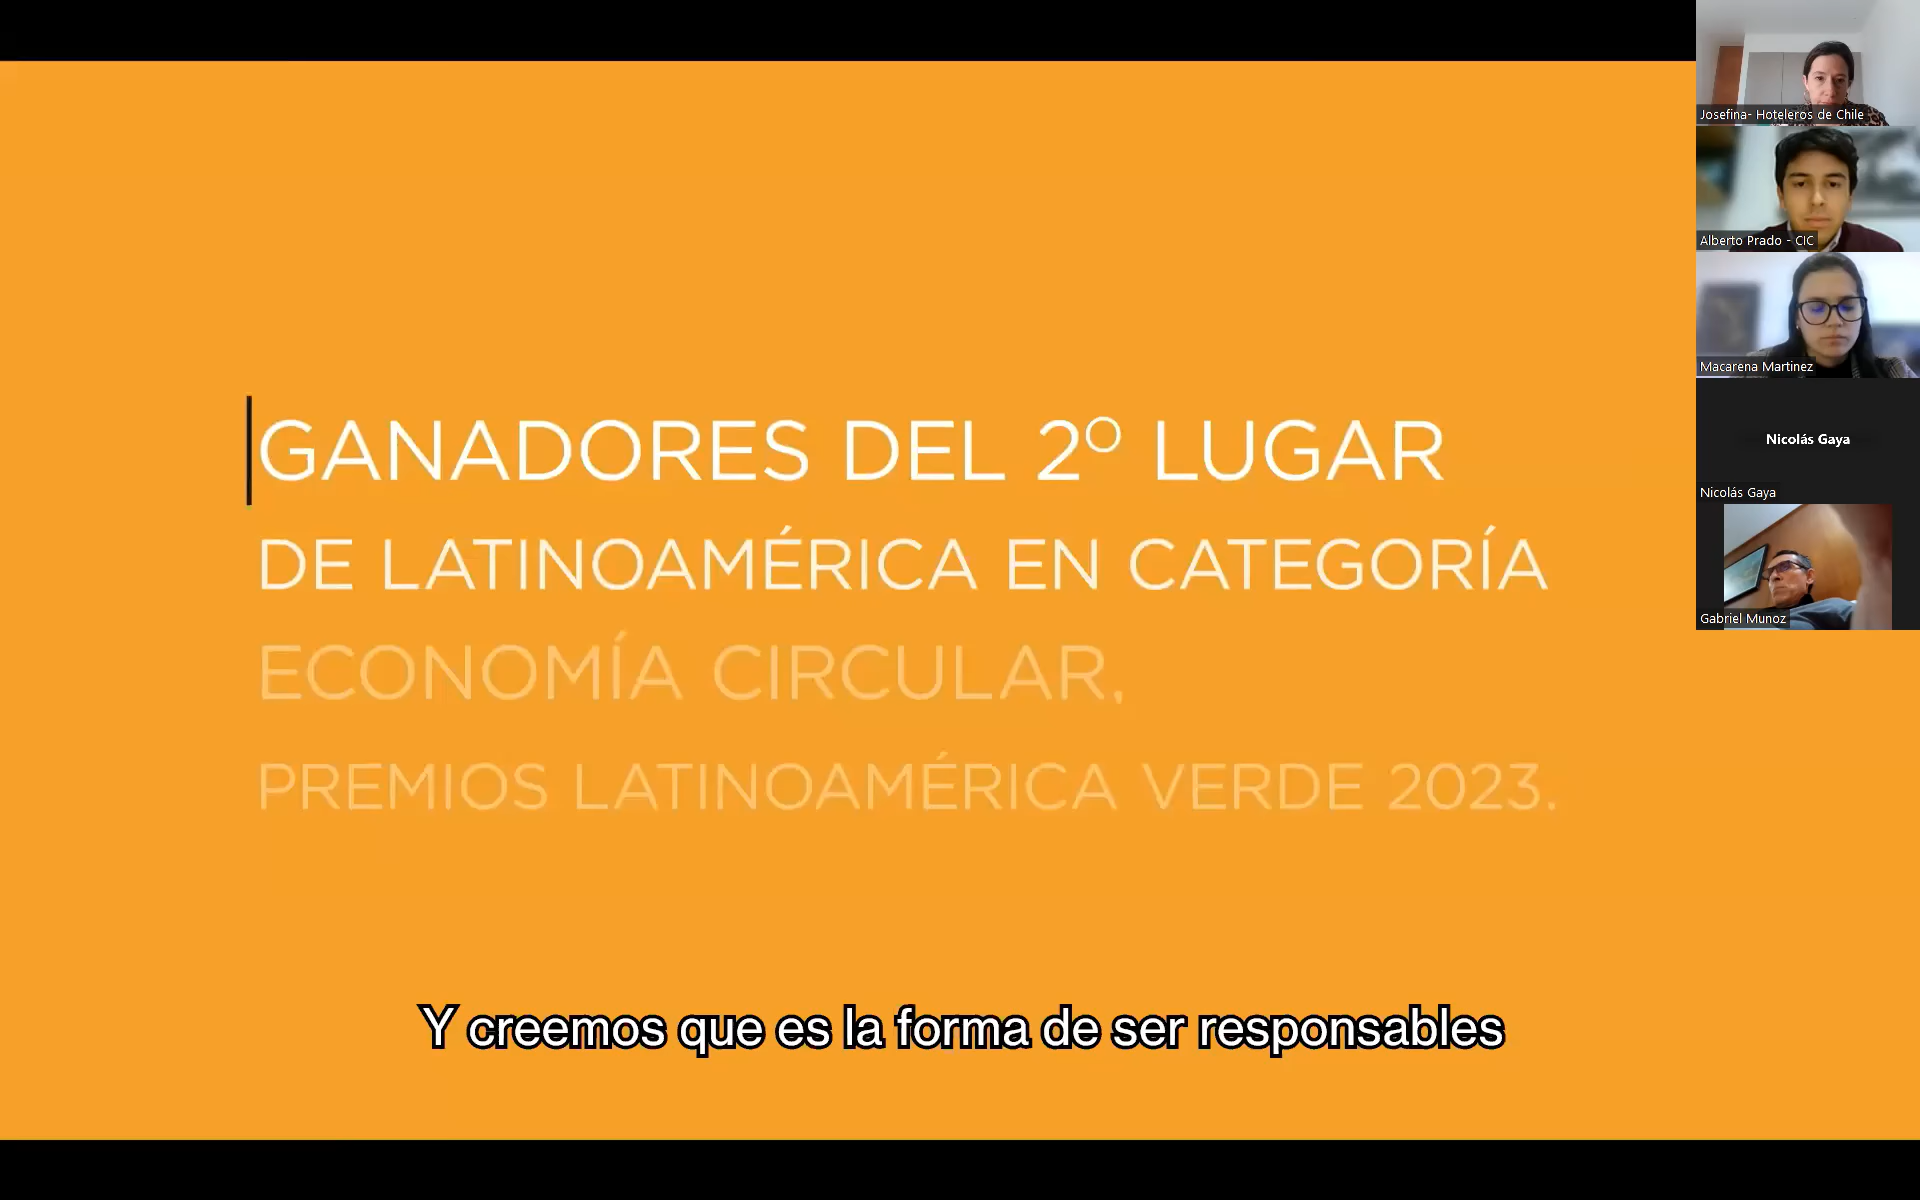 GANADORES DEL 2º LUGAR
DE LATINOAMÉRICA EN CATEGORÍA
ECONOMÍA CIRCULAR,
PREMIOS LATINOAMÉRICA VERDE 2023.
Y creemos que es la forma de ser responsables
Josefina- Hoteleros de Chile
Alberto Prado - CIC
Macarena Martinez
Nicolás Gaya
Nicolás Gaya
Gabriel Munoz